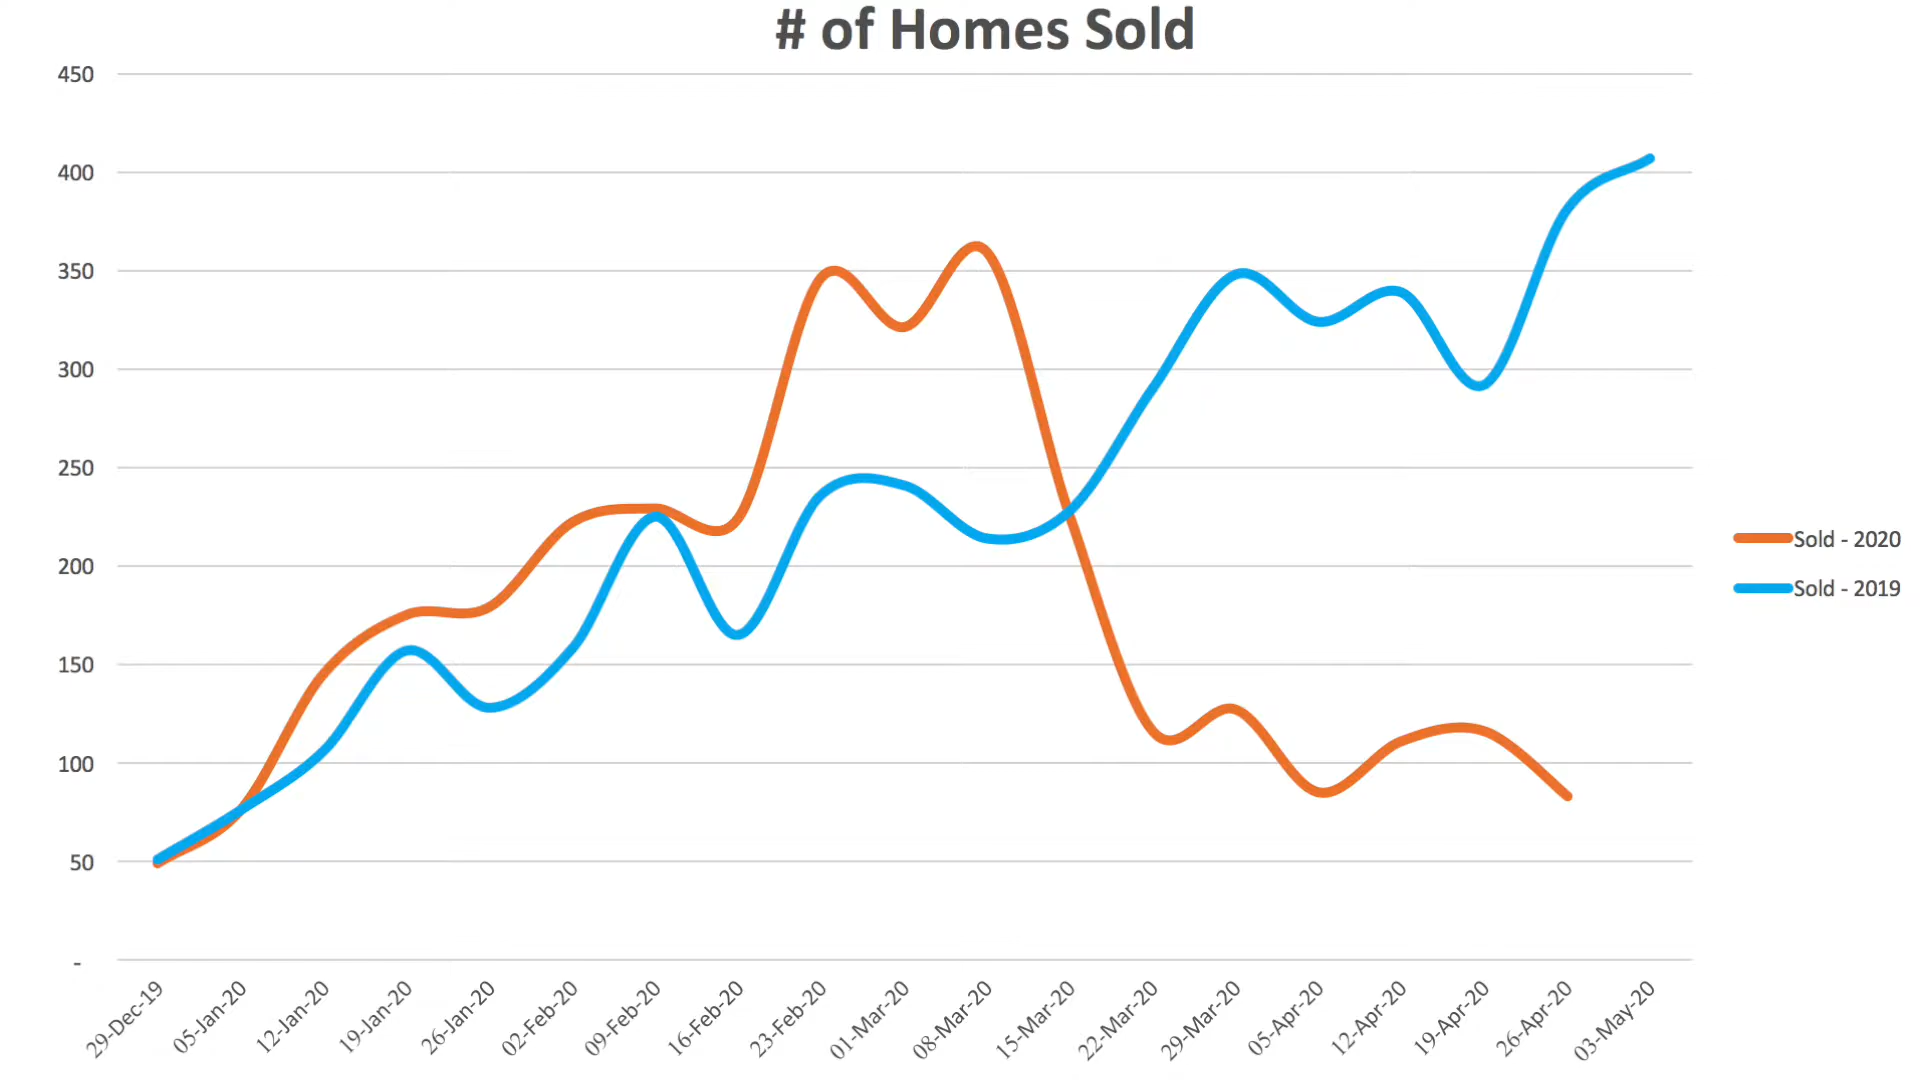 # of Homes Sold
450
400
350
300
250
200
150
100
50
-
29-Dec-19
05-Jan-20
12-Jan-20
19-Jan-20
26-Jan-20
02-Feb-20
09-Feb-20
16-Feb-20
23-Feb-20
01-Mar-20
08-Mar-20
15-Mar-20
22-Mar-20
29-Mar-20
05-Apr-20
12-Apr-20
19-Apr-20
26-Apr-20
03-May-20
Sold - 2020
Sold - 2019